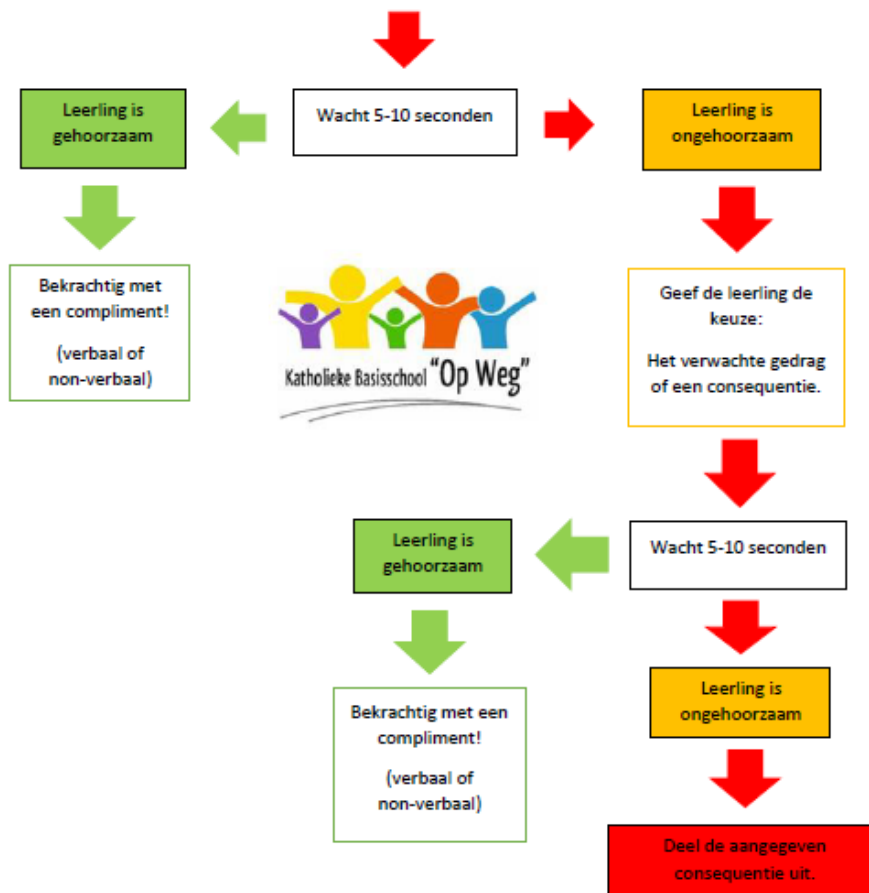 Leerling is
gehoorzaam
Wacht 5-10 seconden
Leerling is
ongehoorzaam
Bekrachtig met
een compliment!
(verbaal of
non-verbaal)
Katholieke Basisschool "Op Weg"
Geef de leerling de
keuze:
Het verwachte gedrag
of een consequentie.
Leerling is
gehoorzaam
Wacht 5-10 seconden
Bekrachtig met een
compliment!
(verbaal of
non-verbaal)
Leerling is
ongehoorzaam
Deel de aangegeven
consequentie uit.